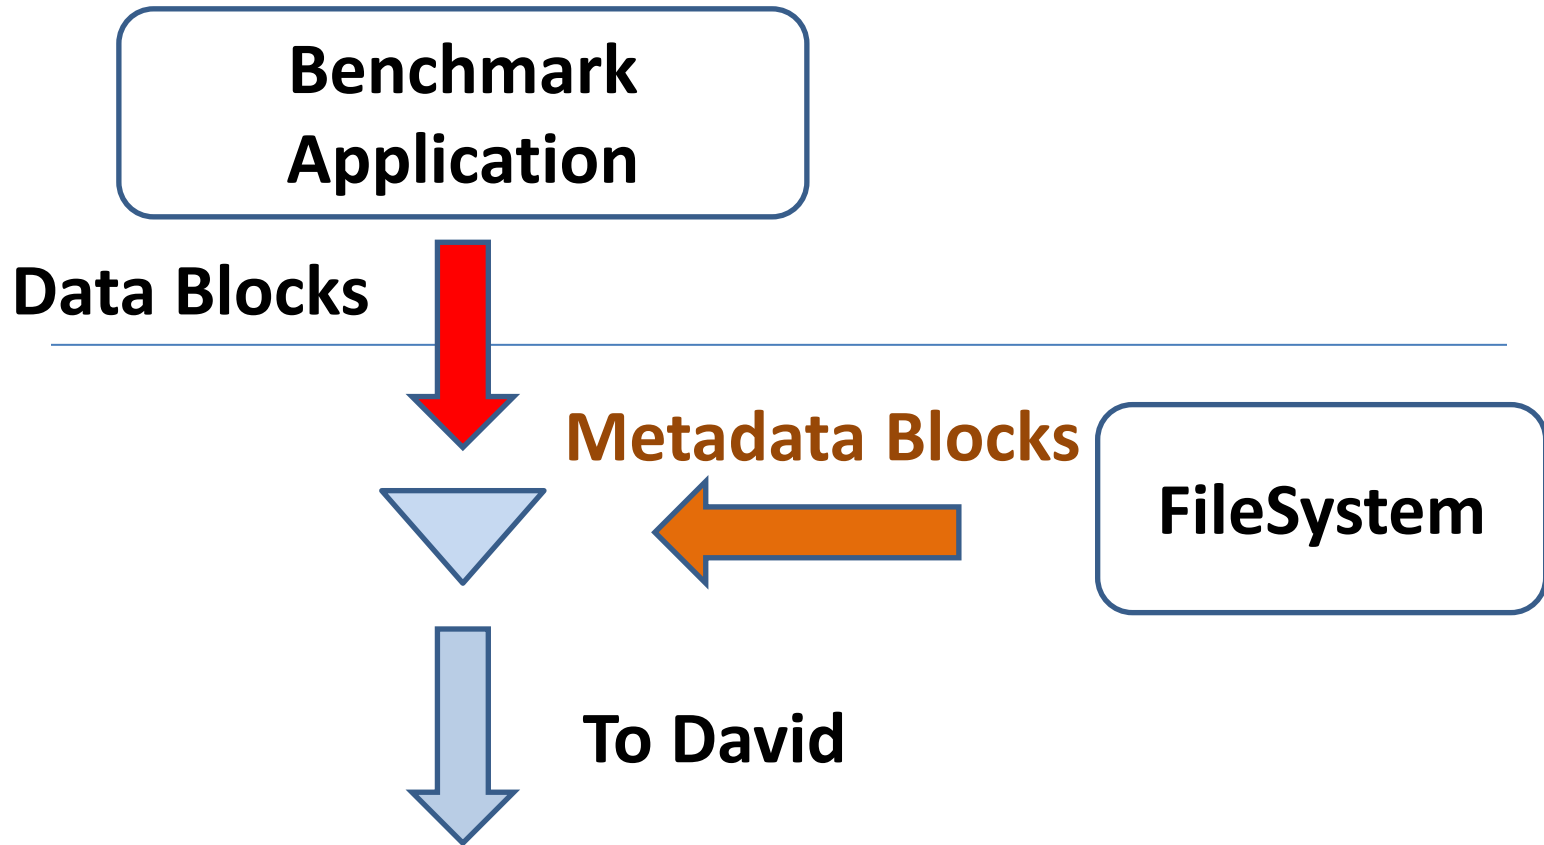 Benchmark
Application
Data Blocks
Metadata Blocks
FileSystem
To David